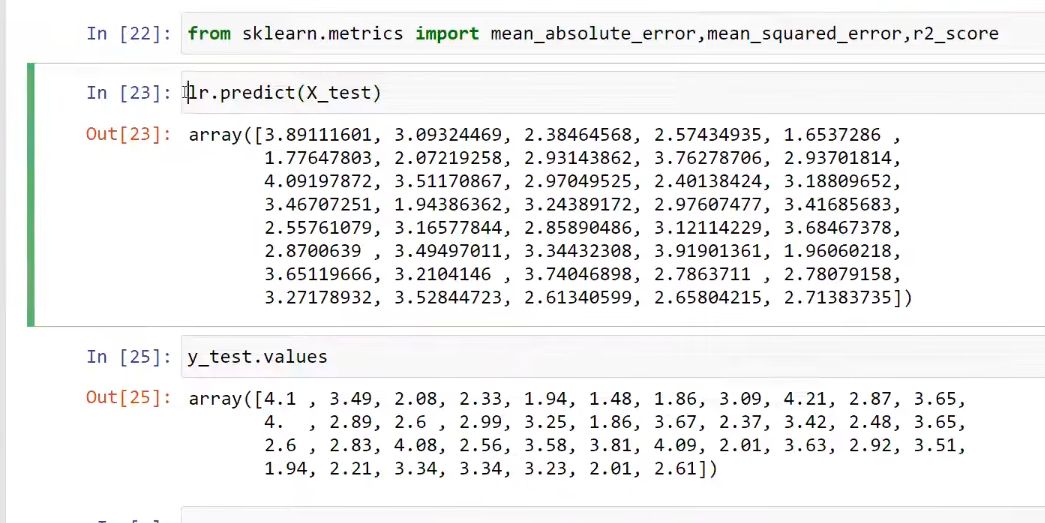 In [22]: from sklearn.metrics import mean_absolute_error,mean_squared_error,r2_score
In [23]: lr.predict(X_test)
Out[23]: array([3.89111601, 3.09324469, 2.38464568, 2.57434935, 1.6537286 ,
1.77647803, 2.07219258, 2.93143862, 3.76278706, 2.93701814,
4.09197872, 3.51170867, 2.97049525, 2.40138424, 3.18809652,
3.46707251, 1.94386362, 3.24389172, 2.97607477, 3.41685683,
2.55761079, 3.16577844, 2.85890486, 3.12114229, 3.68467378,
2.8700639 , 3.49497011, 3.34432308, 3.91901361, 1.96060218,
3.65119666, 3.2104146 , 3.74046898, 2.7863711 , 2.78079158,
3.27178932, 3.52844723, 2.61340599, 2.65804215, 2.71383735])
In [25]: y_test.values
Out[25]: array([4.1 , 3.49, 2.08, 2.33, 1.94, 1.48, 1.86, 3.09, 4.21, 2.87, 3.65,
4. , 2.89, 2.6 , 2.99, 3.25, 1.86, 3.67, 2.37, 3.42, 2.48, 3.65,
2.6 , 2.83, 4.08, 2.56, 3.58, 3.81, 4.09, 2.01, 3.63, 2.92, 3.51,
1.94, 2.21, 3.34, 3.34, 3.23, 2.01, 2.61])